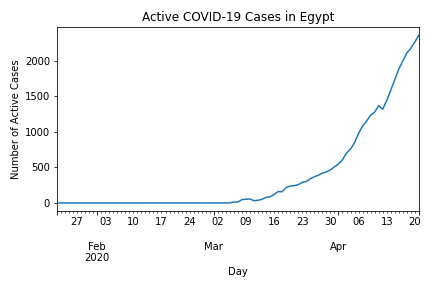 Active COVID-19 Cases in Egypt
Number of Active Cases
2000
1500
1000
500
0
27 03 10 17 24 02 09 16 23 30 06 13 20
Feb Mar Apr
2020
Day